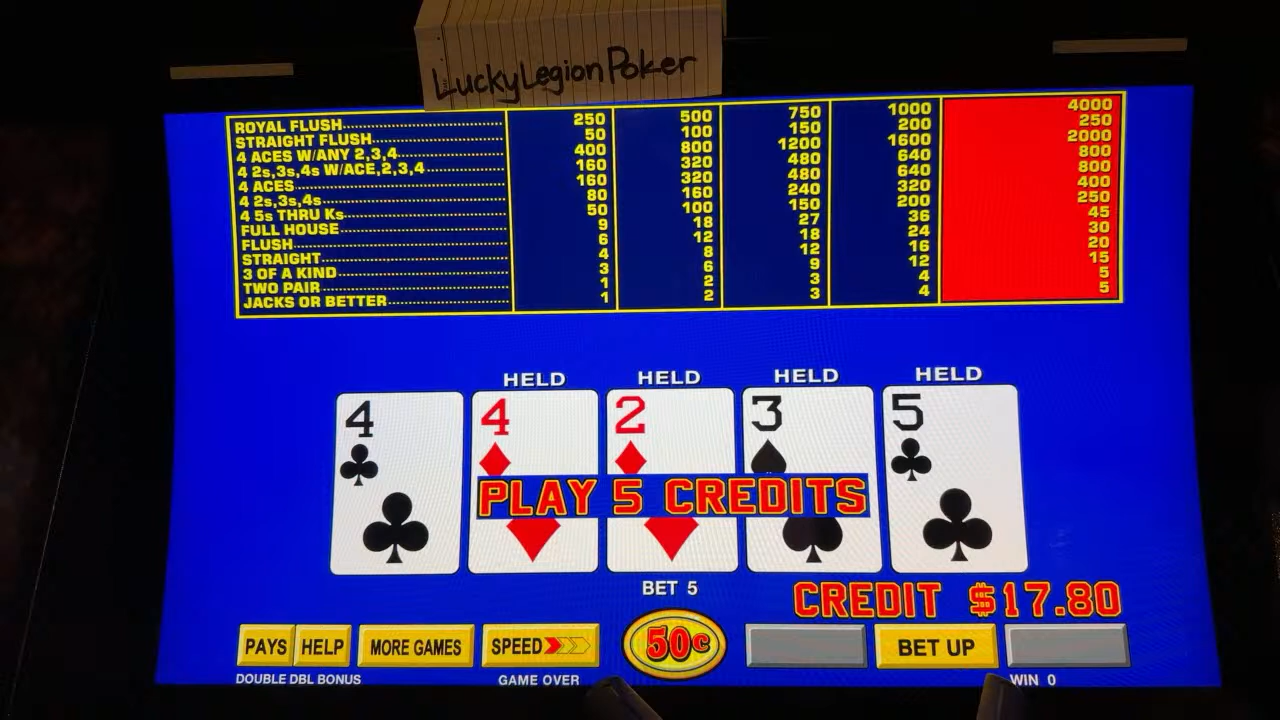 LuckyLegionPoker
ROYAL FLUSH 250 500 750 1000 4000
STRAIGHT FLUSH 50 100 150 200 250
4 ACES W/ANY 2,3,4 400 800 1200 1600 2000
4 2s,3s,4s W/ACE,2,3,4 160 320 480 640 800
4 ACES 160 320 480 640 800
4 2s,3s,4s 80 160 240 320 400
4 5s THRU Ks 50 100 150 200 250
FULL HOUSE 9 18 27 36 45
FLUSH 6 12 18 24 30
STRAIGHT 4 8 12 16 20
3 OF A KIND 3 6 9 12 15
TWO PAIR 1 2 3 4 5
JACKS OR BETTER 1 2 3 4 5
HELD HELD HELD HELD
4 4 2 3 5
PLAY 5 CREDITS
BET 5
CREDIT $17.80
PAYS HELP MORE GAMES SPEED 50¢ BET UP
DOUBLE DBL BONUS GAME OVER WIN 0